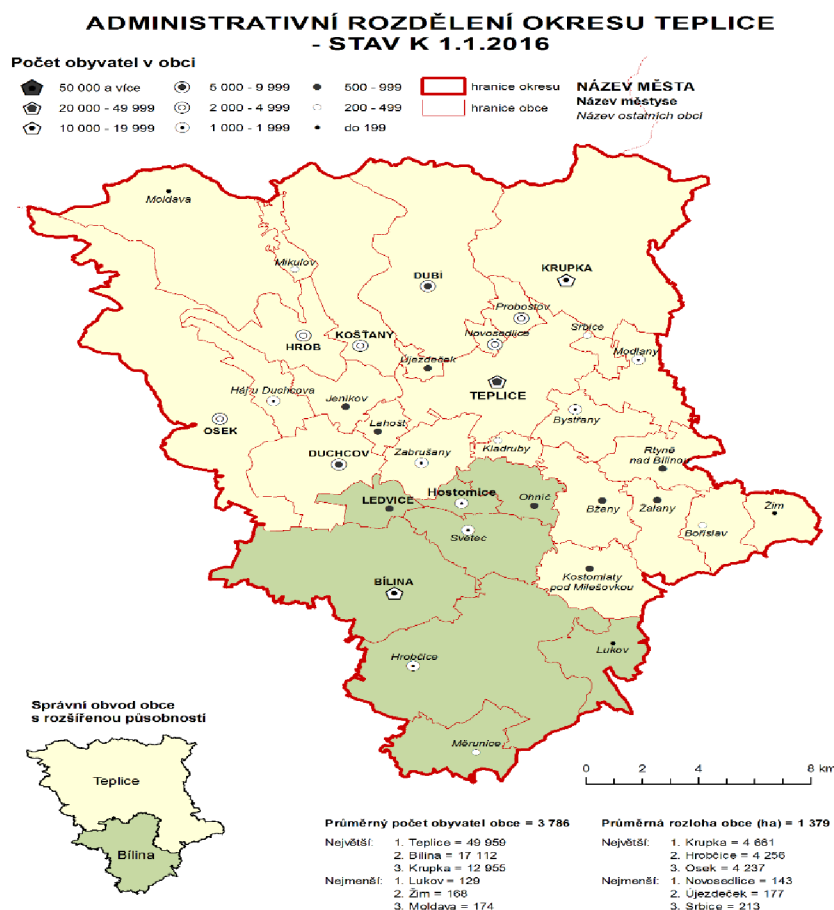 ADMINISTRATIVNÍ ROZDĚLENÍ OKRESU TEPLICE
- STAV K 1.1.2016
Počet obyvatel v obci
50 000 a více
20 000 - 49 999
10 000 - 19 999
5 000 - 9 999
2 000 - 4 999
1 000 - 1 999
500 - 999
200 - 499
do 199
hranice okresu
hranice obce
NÁZEV MĚSTA
Název městyse
Název ostatních obcí
Moldava
Mikulov
DUBÍ
KRUPKA
Proboštov
Srbice
HROB
KOŠŤANY
Novosedlice
Modlany
Újezdeček
TEPLICE
Háj u Duchcova
Jeníkov
Bystřany
OSEK
Lahošť
Kladruby
DUCHCOV
Zabrušany
Rtyně
nad Bílinou
LEDVICE
Hostomice
Ohníč
Bžany
Žalany
Žim
Bořislav
Světec
BÍLINA
Kostomlaty
pod Milešovkou
Hrobčice
Lukov
Měrunice
Správní obvod obce
s rozšířenou působností
Teplice
Bílina
0 2 4 8 km
Průměrný počet obyvatel obce = 3 786
Největší: 1. Teplice = 49 959
2. Bílina = 17 112
3. Krupka = 12 955
Nejmenší: 1. Lukov = 129
2. Žim = 168
3. Moldava = 174
Průměrná rozloha obce (ha) = 1 379
Největší: 1. Krupka = 4 661
2. Hrobčice = 4 256
3. Osek = 4 237
Nejmenší: 1. Novosedlice = 143
2. Újezdeček = 177
3. Srbice = 213